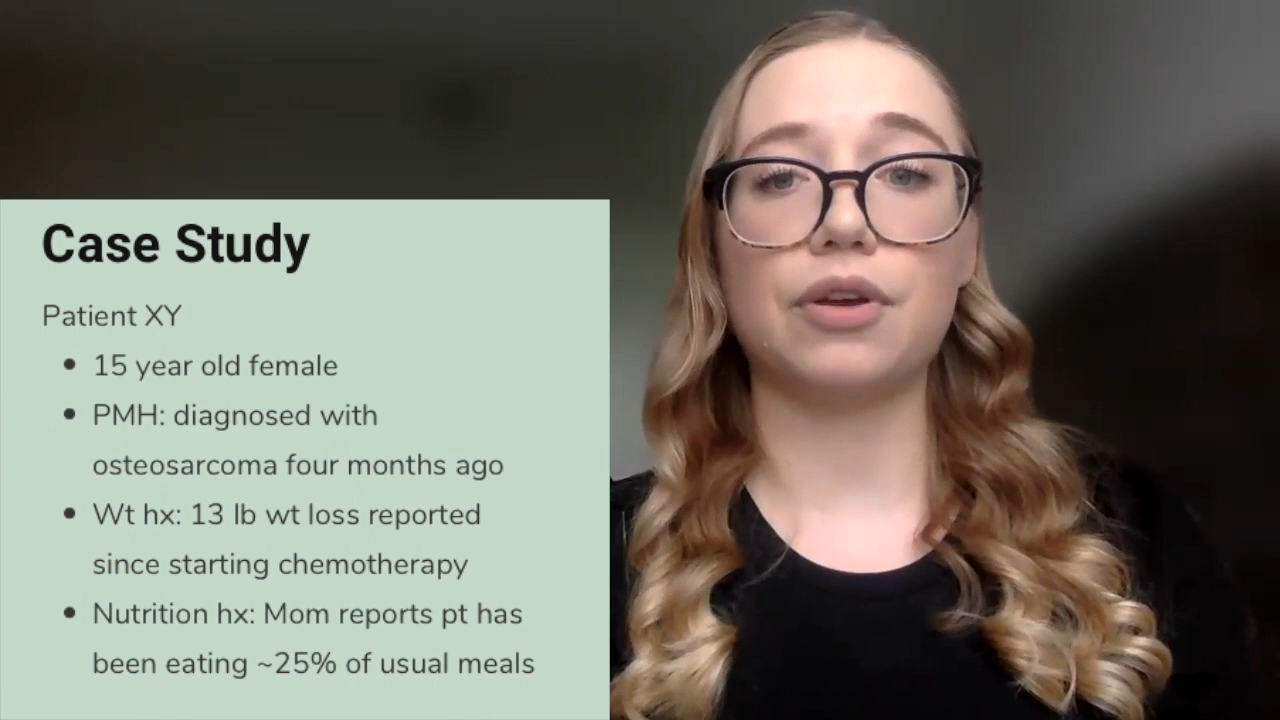 Case Study
Patient XY
• 15 year old female
• PMH: diagnosed with
osteosarcoma four months ago
• Wt hx: 13 lb wt loss reported
since starting chemotherapy
• Nutrition hx: Mom reports pt has
been eating ~25% of usual meals